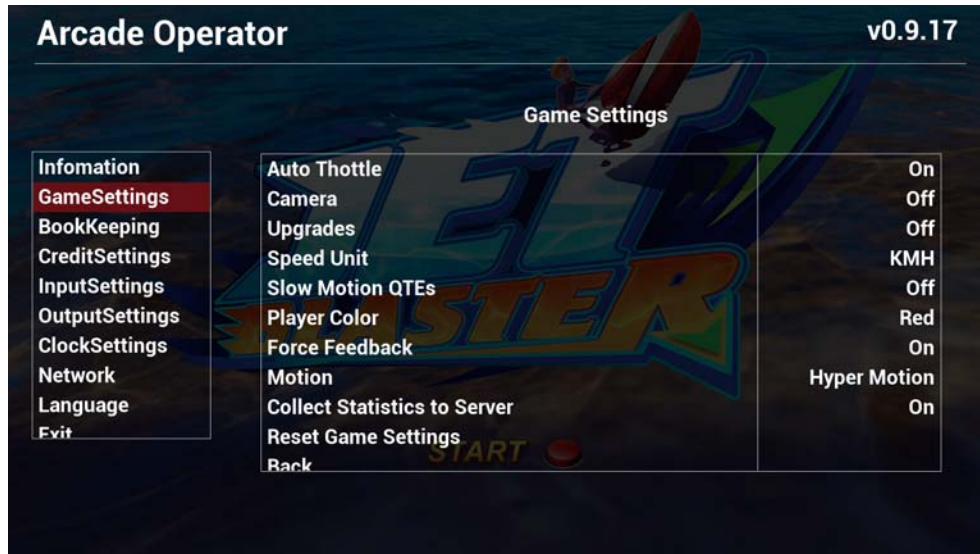 Arcade Operator
v0.9.17
Game Settings
Infomation
GameSettings
BookKeeping
CreditSettings
InputSettings
OutputSettings
ClockSettings
Network
Language
Exit
Auto Thottle On
Camera Off
Upgrades Off
Speed Unit KMH
Slow Motion QTEs Off
Player Color Red
Force Feedback On
Motion Hyper Motion
Collect Statistics to Server On
Reset Game Settings
Back
JET
BLASTER
START